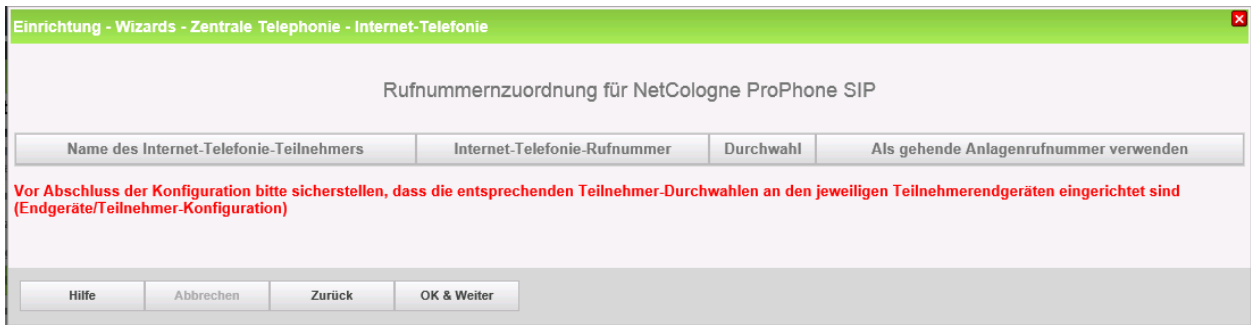 Einrichtung - Wizards - Zentrale Telephonie - Internet-Telefonie
Rufnummernzuordnung für NetCologne ProPhone SIP
Name des Internet-Telefonie-Teilnehmers Internet-Telefonie-Rufnummer Durchwahl Als gehende Anlagenrufnummer verwenden
Vor Abschluss der Konfiguration bitte sicherstellen, dass die entsprechenden Teilnehmer-Durchwahlen an den jeweiligen Teilnehmerendgeräten eingerichtet sind
(Endgeräte/Teilnehmer-Konfiguration)
Hilfe Abbrechen Zurück OK & Weiter